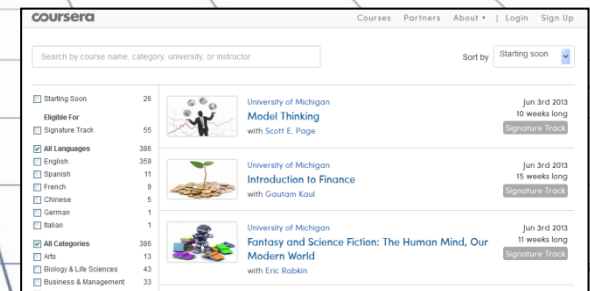 coursera
Courses Partners About ▾ | Login Sign Up
Search by course name, category, university, or instructor
Sort by Starting soon
Starting Soon 26
Eligible For
Signature Track 55
All Languages 386
English 359
Spanish 11
French 9
Chinese 5
German 1
Italian 1
All Categories 386
Arts 13
Biology & Life Sciences 43
Business & Management 33
University of Michigan
Model Thinking
with Scott E. Page
Jun 3rd 2013
10 weeks long
Signature Track
University of Michigan
Introduction to Finance
with Gautam Kaul
Jun 3rd 2013
15 weeks long
Signature Track
University of Michigan
Fantasy and Science Fiction: The Human Mind, Our
Modern World
with Eric Rabkin
Jun 3rd 2013
11 weeks long
Signature Track